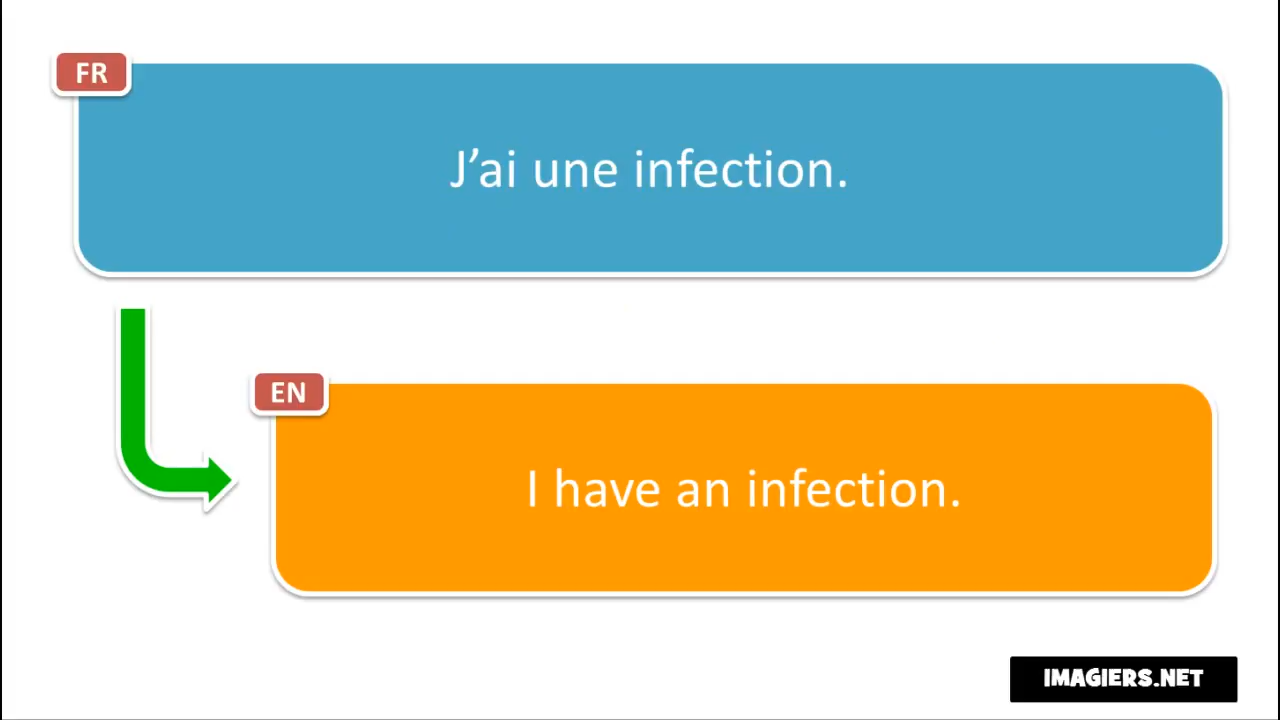 FR
J’ai une infection.
EN
I have an infection.
IMAGIERS.NET